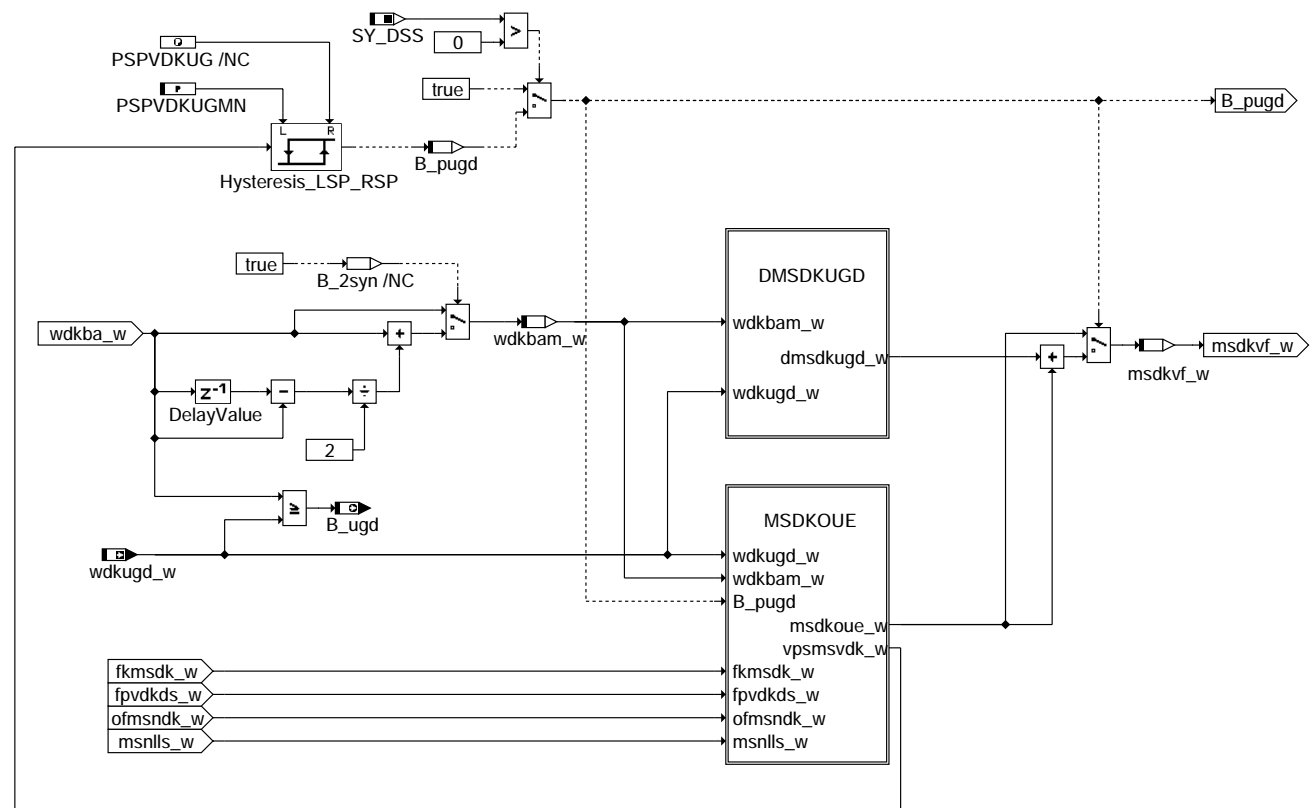 SY_DSS
>
PSPVDKUG /NC
0
PSPVDKUGMN
P
true
B_pugd
L R
B_pugd
Hysteresis_LSP_RSP
true
DMSDKUGD
B_2syn /NC
wdkba_w
+
wdkbam_w
wdkbam_w
msdkvf_w
dmsdkugd_w
+
msdkvf_w
z-1
−
÷
wdkugd_w
DelayValue
2
MSDKOUE
B_ugd
wdkugd_w
wdkugd_w
wdkbam_w
B_pugd
msdkoue_w
vpsmsvdk_w
fkmsdk_w
fkmsdk_w
fpvdkds_w
fpvdkds_w
ofmsndk_w
ofmsndk_w
msnlls_w
msnlls_w